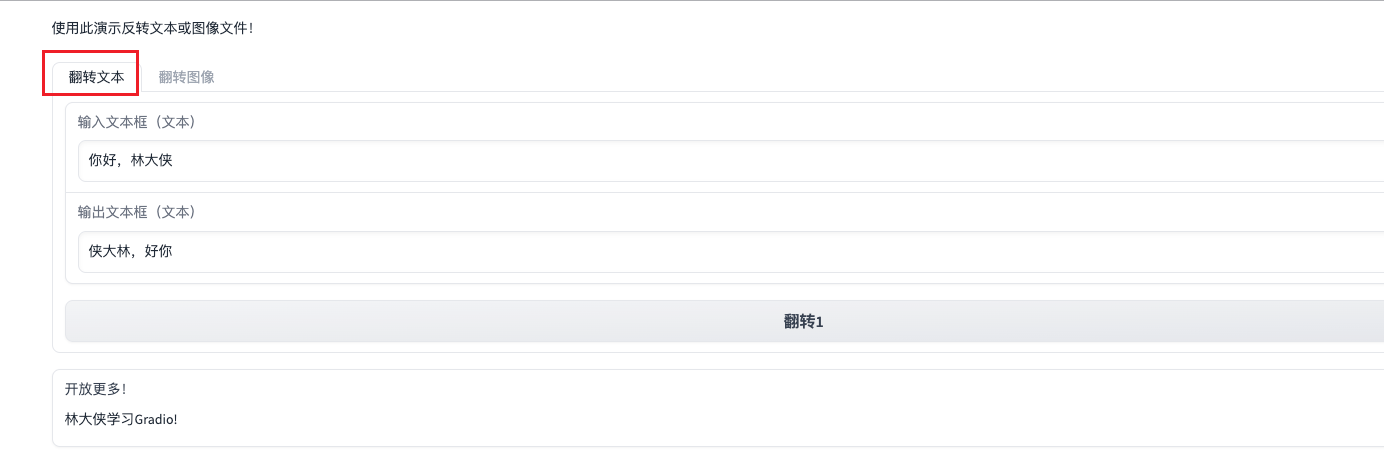 使用此演示反转文本或图像文件！
翻转文本 翻转图像
输入文本框（文本）
你好，林大侠
输出文本框（文本）
侠大林，好你
翻转1
开放更多！
林大侠学习Gradio!